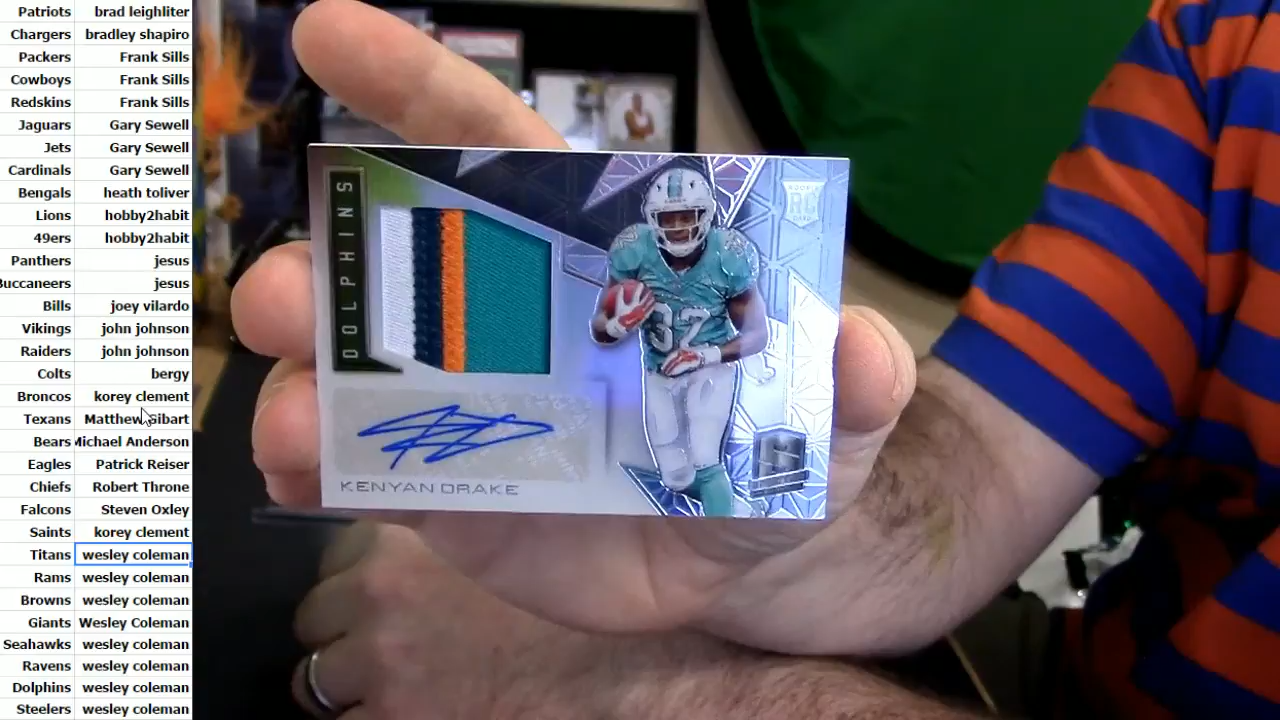 Patriots brad leighliter
Chargers bradley shapiro
Packers Frank Sills
Cowboys Frank Sills
Redskins Frank Sills
Jaguars Gary Sewell
Jets Gary Sewell
Cardinals Gary Sewell
Bengals heath toliver
Lions hobby2habit
49ers hobby2habit
Panthers jesus
Buccaneers jesus
Bills joey vilardo
Vikings john johnson
Raiders john johnson
Colts bergy
Broncos korey clement
Texans Matthew Gibart
Bears Michael Anderson
Eagles Patrick Reiser
Chiefs Robert Throne
Falcons Steven Oxley
Saints korey clement
Titans wesley coleman
Rams wesley coleman
Browns wesley coleman
Giants Wesley Coleman
Seahawks wesley coleman
Ravens wesley coleman
Dolphins wesley coleman
Steelers wesley coleman
DOLPHINS
ROOKIE
RC
CARD
32
KENYAN DRAKE